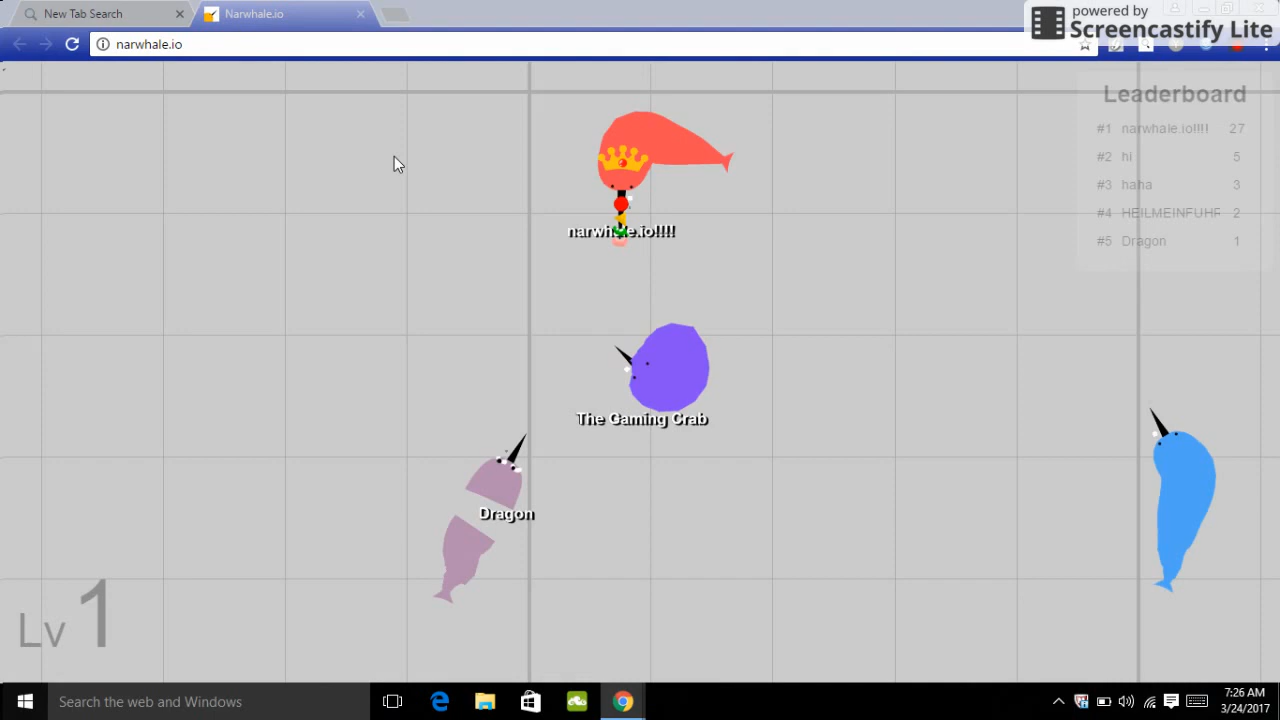 New Tab Search
Narwhale.io
powered by
Screencastify Lite
narwhale.io
Leaderboard
#1 narwhale.io!!!! 27
#2 hi 5
#3 haha 3
#4 HEILMEINFUHR 2
#5 Dragon 1
narwhale.io!!!!
The Gaming Crab
Dragon
Lv 1
Search the web and Windows
7:26 AM
3/24/2017